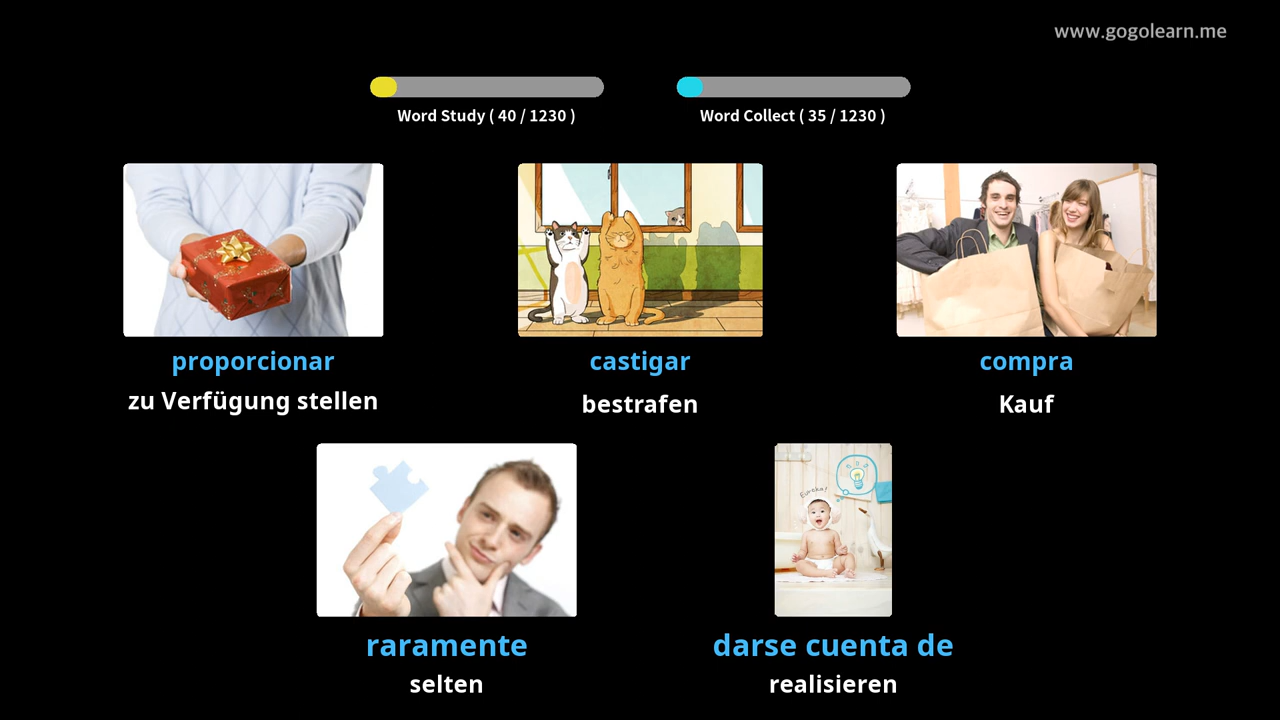 www.gogolearn.me
Word Study ( 40 / 1230 )
Word Collect ( 35 / 1230 )
proporcionar
castigar
compra
zu Verfügung stellen
bestrafen
Kauf
Eureka!
raramente
darse cuenta de
selten
realisieren